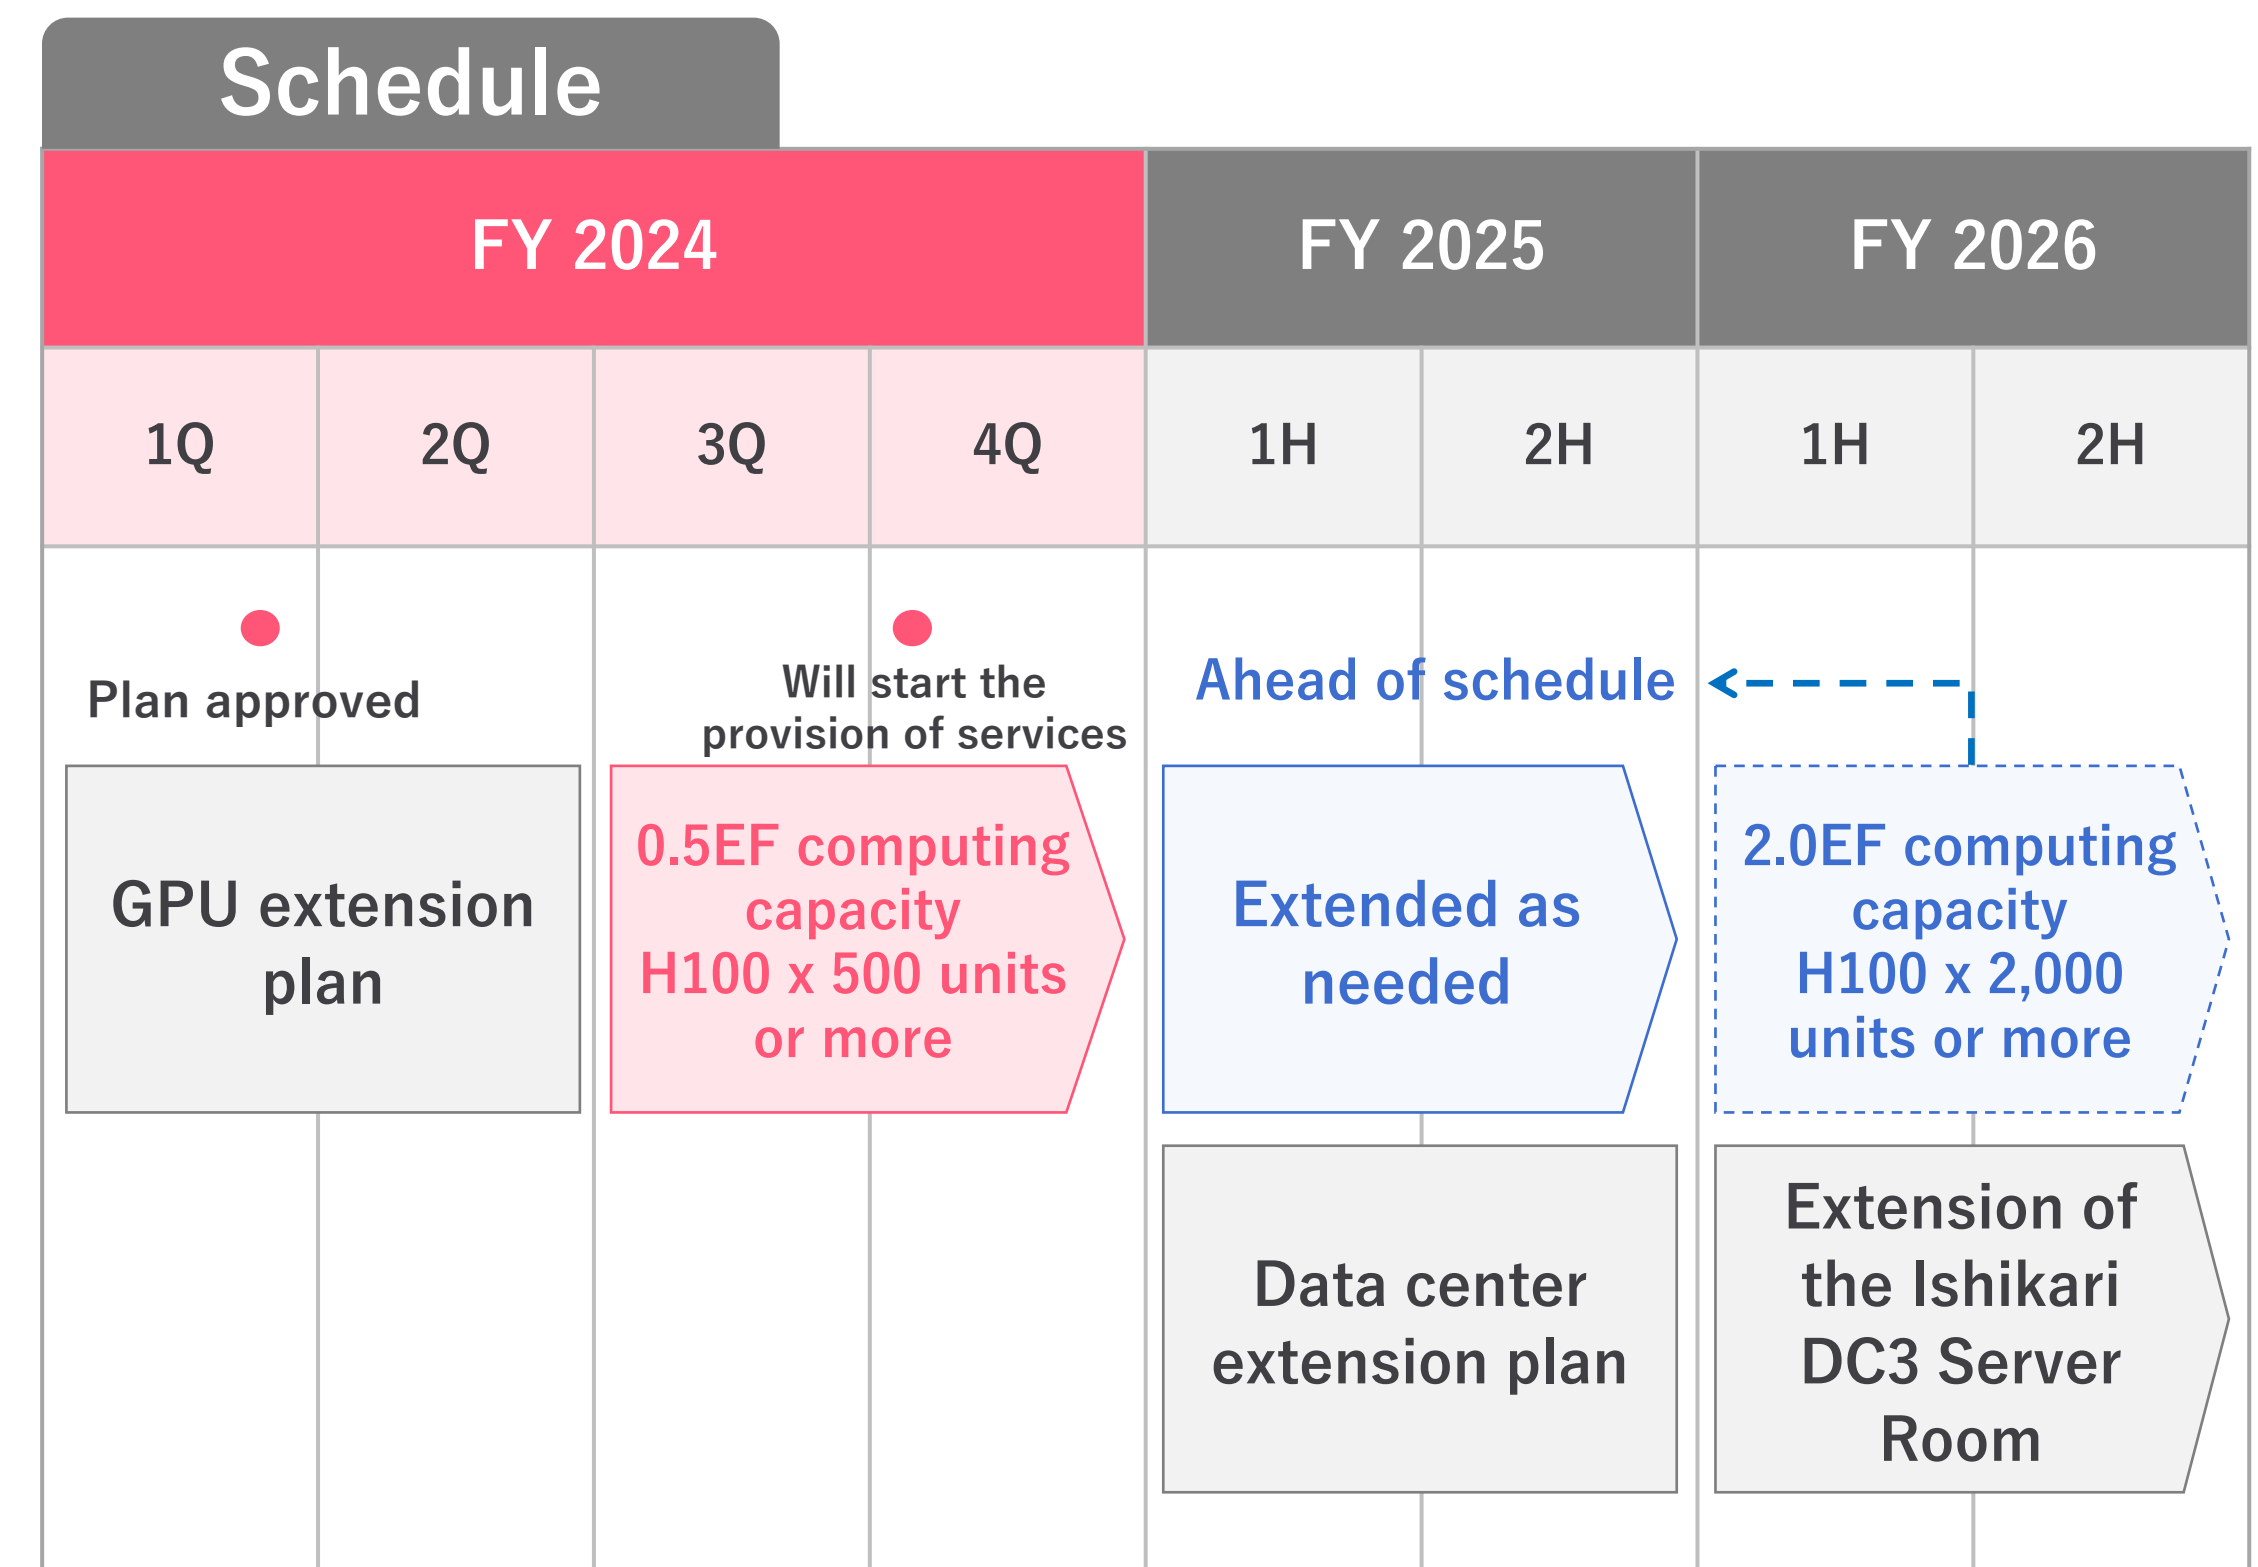 Schedule
FY 2024
FY 2025
FY 2026
1Q
2Q
3Q
4Q
1H
2H
1H
2H
Plan approved
Will start the
provision of services
Ahead of schedule
GPU extension
plan
0.5EF computing
capacity
H100 x 500 units
or more
Extended as
needed
2.0EF computing
capacity
H100 x 2,000
units or more
Data center
extension plan
Extension of
the Ishikari
DC3 Server
Room